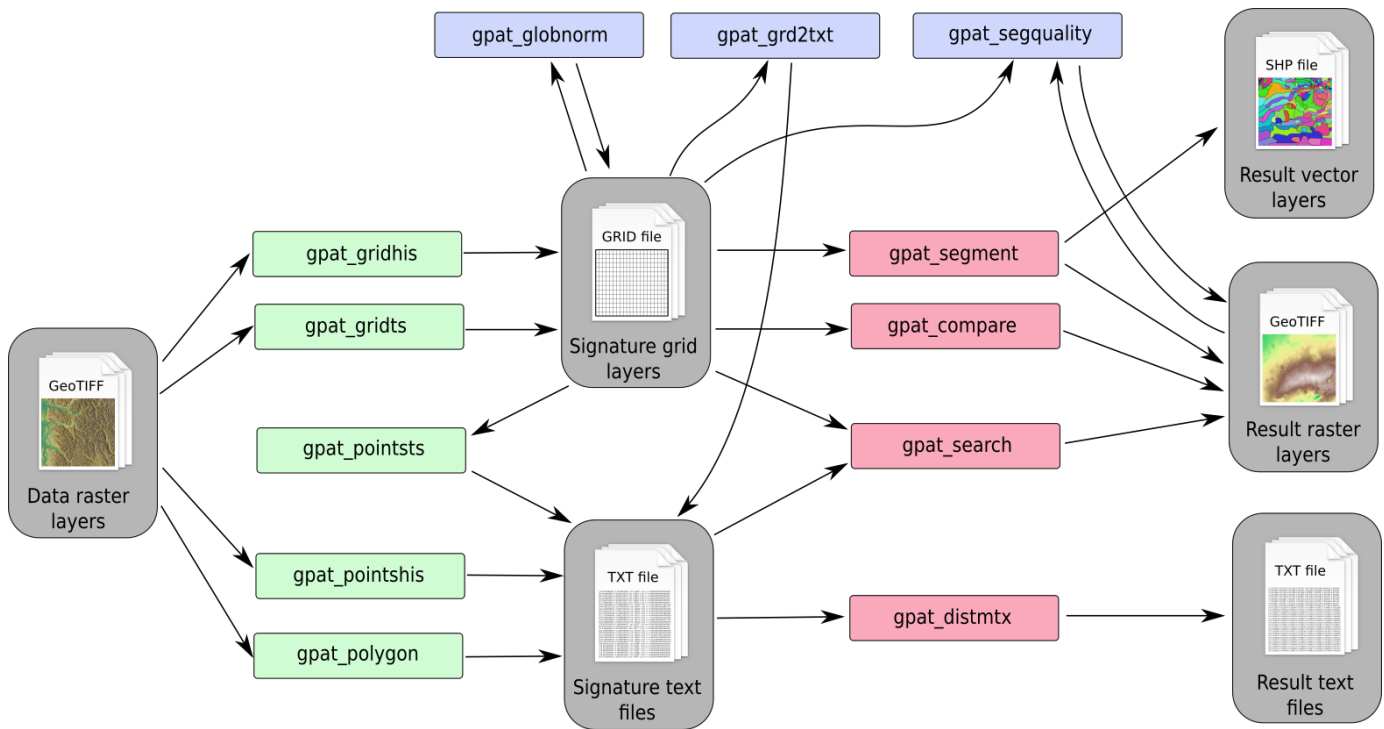 gpat_globnorm
gpat_grd2txt
gpat_segquality
SHP file
Result vector
layers
gpat_gridhis
GRID file
gpat_segment
gpat_gridts
Signature grid
layers
gpat_compare
GeoTIFF
Result raster
layers
GeoTIFF
Data raster
layers
gpat_pointsts
gpat_search
gpat_pointshis
TXT file
gpat_distmtx
TXT file
gpat_polygon
Signature text
files
Result text
files